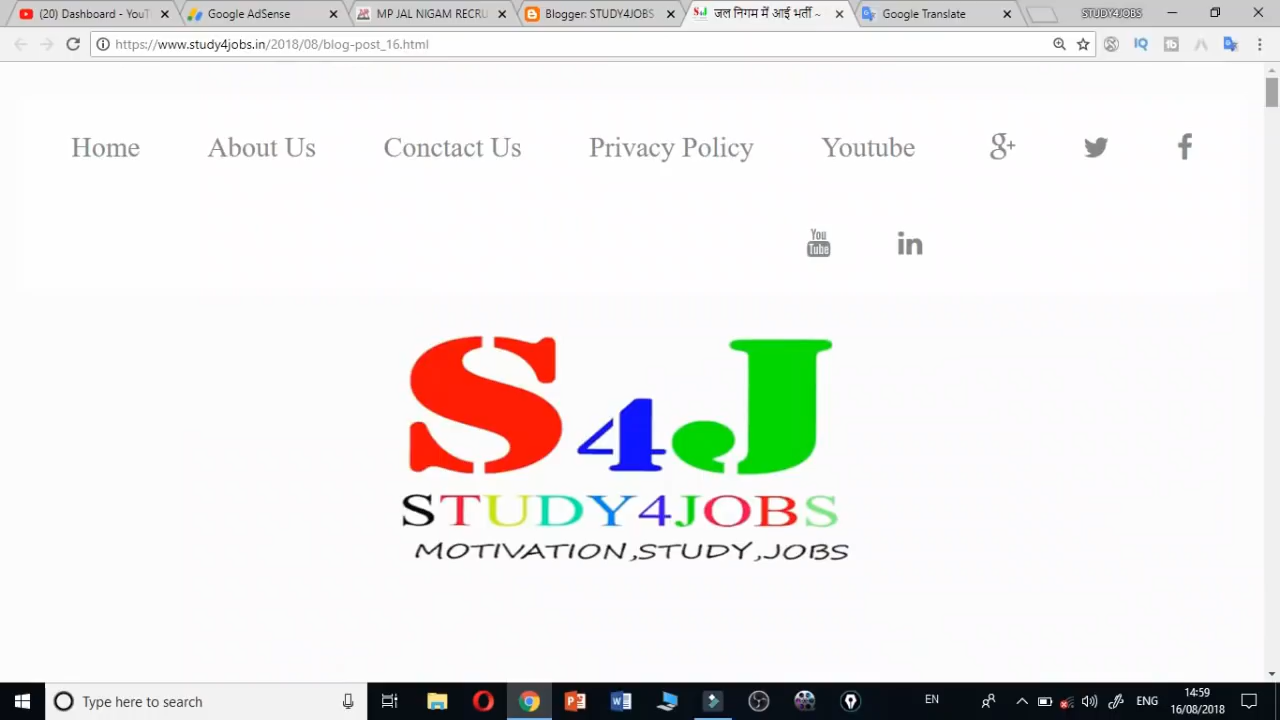 (20) Dashboard - YouT
Google AdSense
MP JAL NIGAM RECRU
Blogger: STUDY4JOBS
जल निगम में आई भर्ती ~
Google Translate
STUDY4JOBS
https://www.study4jobs.in/2018/08/blog-post_16.html
Home About Us Conctact Us Privacy Policy Youtube g+ f
You
Tube
in
S4J
STUDY4JOBS
MOTIVATION,STUDY,JOBS
Type here to search
EN
ENG
14:59
16/08/2018